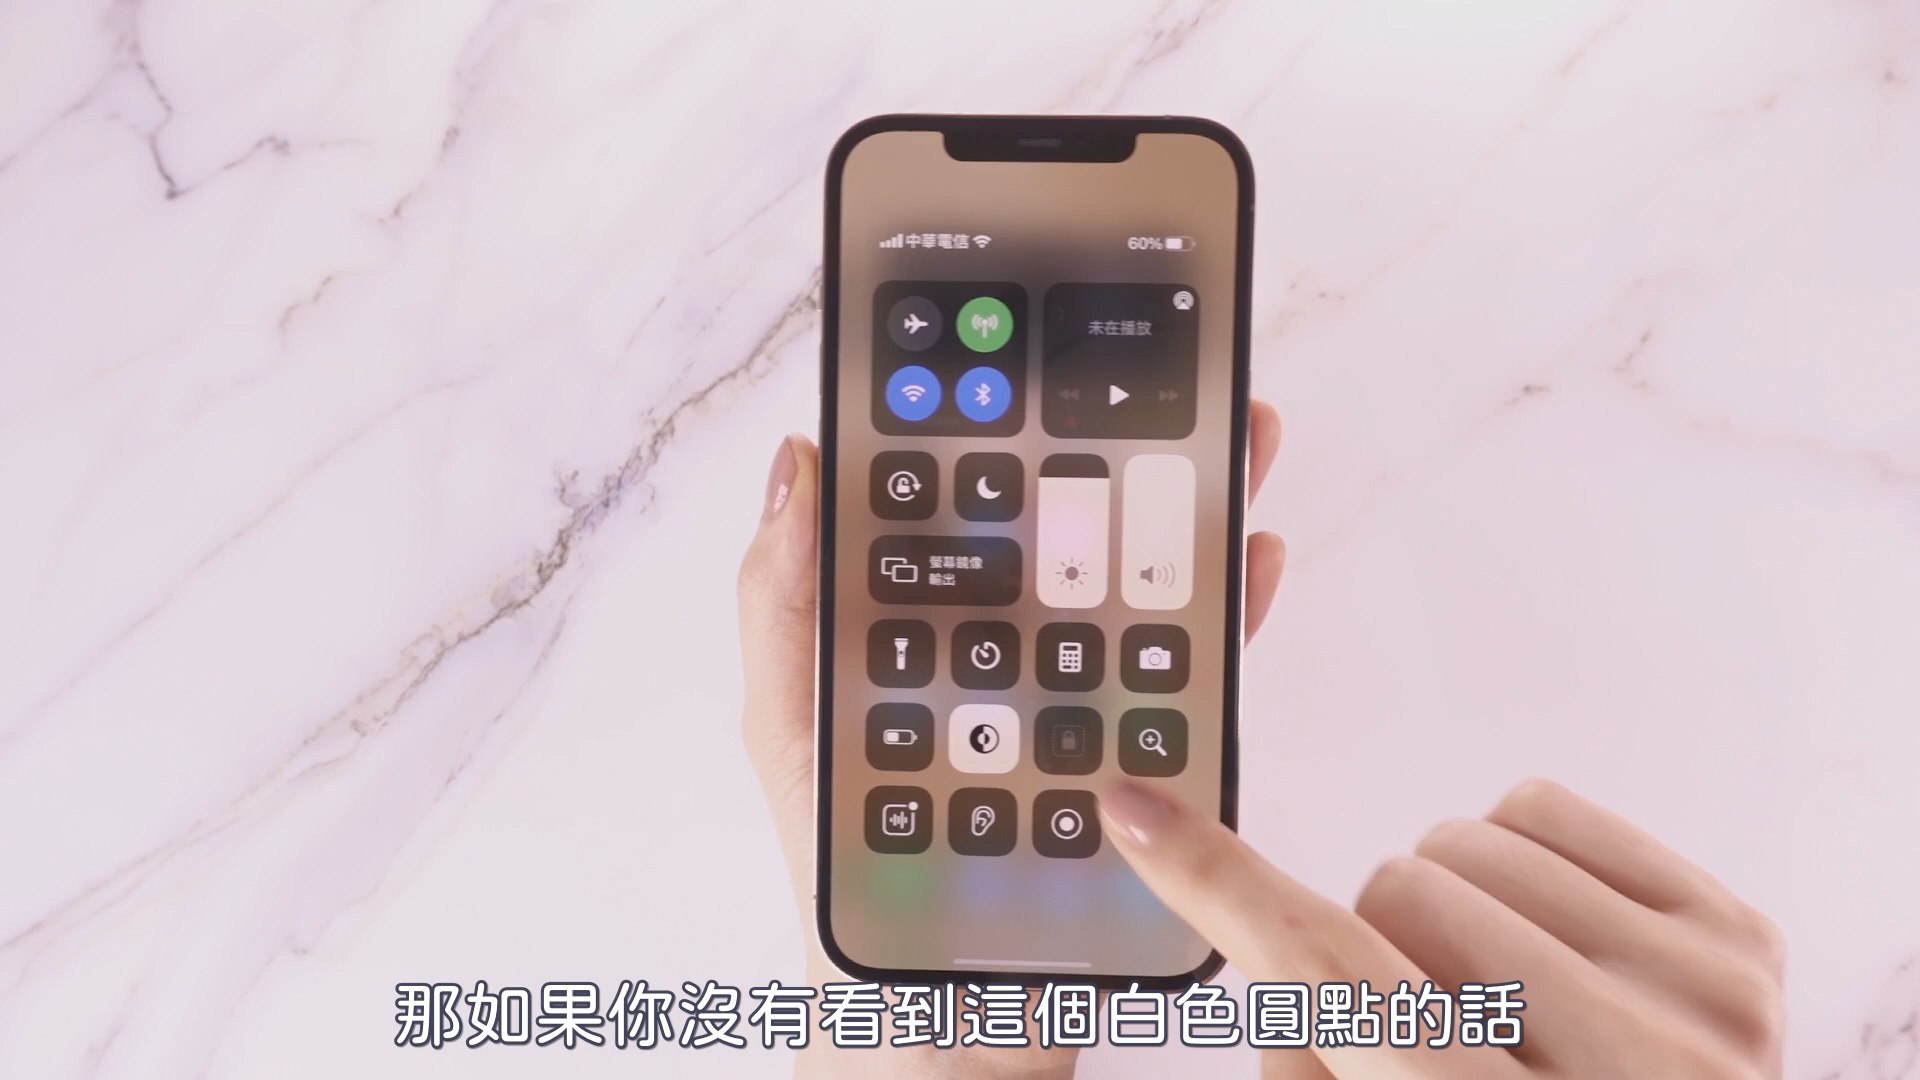 中華電信
60%
未在播放
螢幕鏡像
輸出
那如果你沒有看到這個白色圓點的話